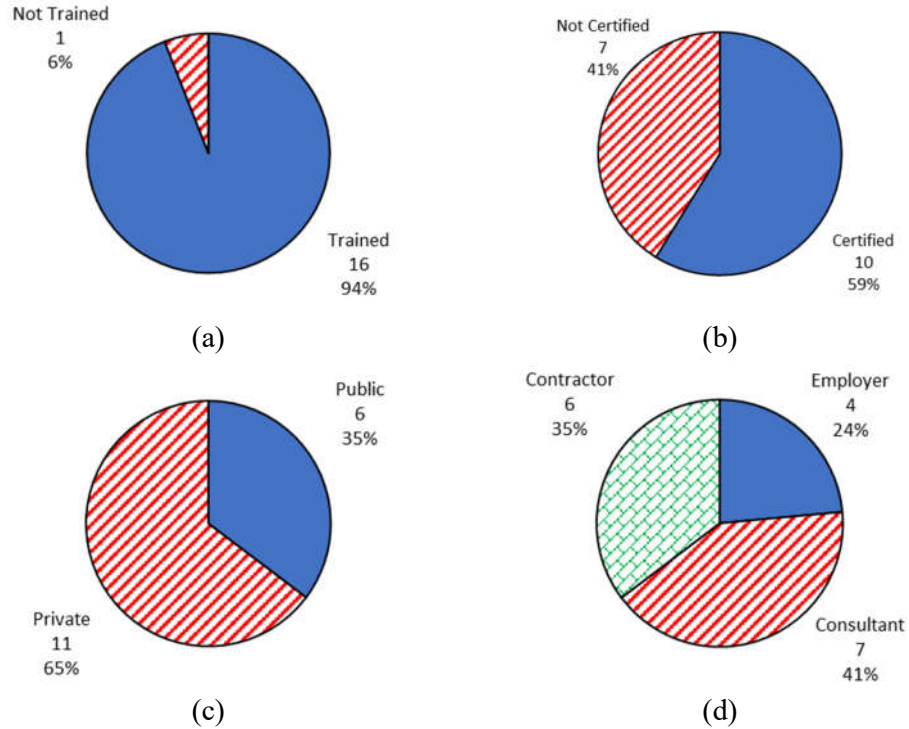 Not Trained
1
6%
Trained
16
94%
(a)
Not Certified
7
41%
Certified
10
59%
(b)
Public
6
35%
Private
11
65%
(c)
Contractor
6
35%
Employer
4
24%
Consultant
7
41%
(d)